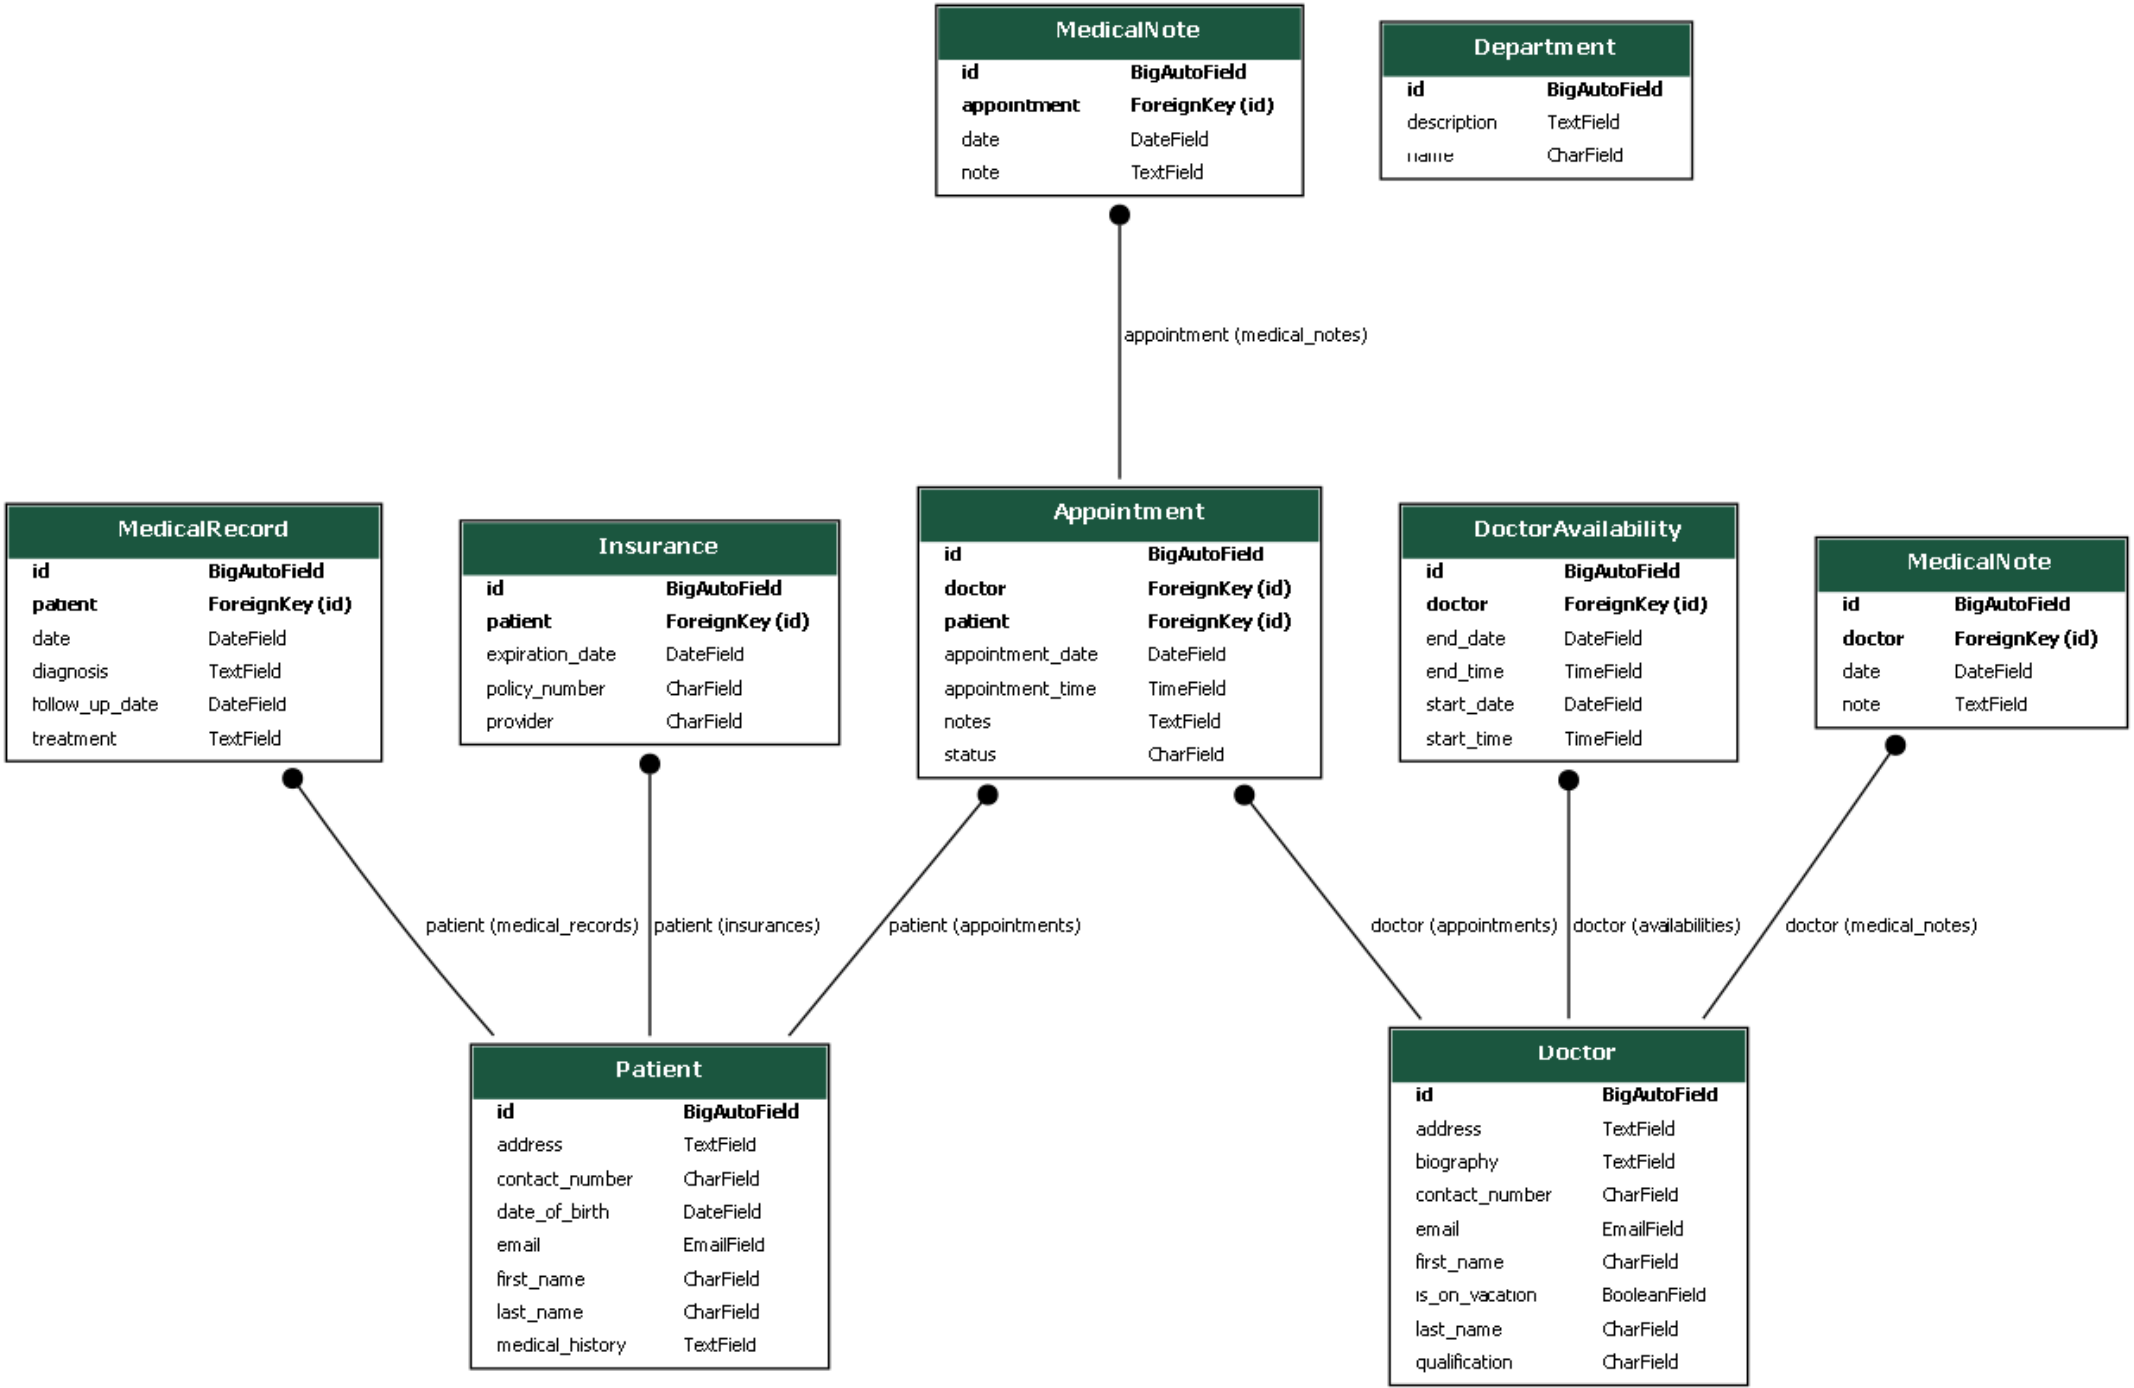 MedicalNote
id BigAutoField
appointment ForeignKey (id)
date DateField
note TextField
Department
id BigAutoField
description TextField
name CharField
appointment (medical_notes)
MedicalRecord
id BigAutoField
patient ForeignKey (id)
date DateField
diagnosis TextField
follow_up_date DateField
treatment TextField
Insurance
id BigAutoField
patient ForeignKey (id)
expiration_date DateField
policy_number CharField
provider CharField
Appointment
id BigAutoField
doctor ForeignKey (id)
patient ForeignKey (id)
appointment_date DateField
appointment_time TimeField
notes TextField
status CharField
DoctorAvailability
id BigAutoField
doctor ForeignKey (id)
end_date DateField
end_time TimeField
start_date DateField
start_time TimeField
MedicalNote
id BigAutoField
doctor ForeignKey (id)
date DateField
note TextField
patient (medical_records)
patient (insurances)
patient (appointments)
doctor (appointments)
doctor (availabilities)
doctor (medical_notes)
Patient
id BigAutoField
address TextField
contact_number CharField
date_of_birth DateField
email EmailField
first_name CharField
last_name CharField
medical_history TextField
Doctor
id BigAutoField
address TextField
biography TextField
contact_number CharField
email EmailField
first_name CharField
is_on_vacation BooleanField
last_name CharField
qualification CharField